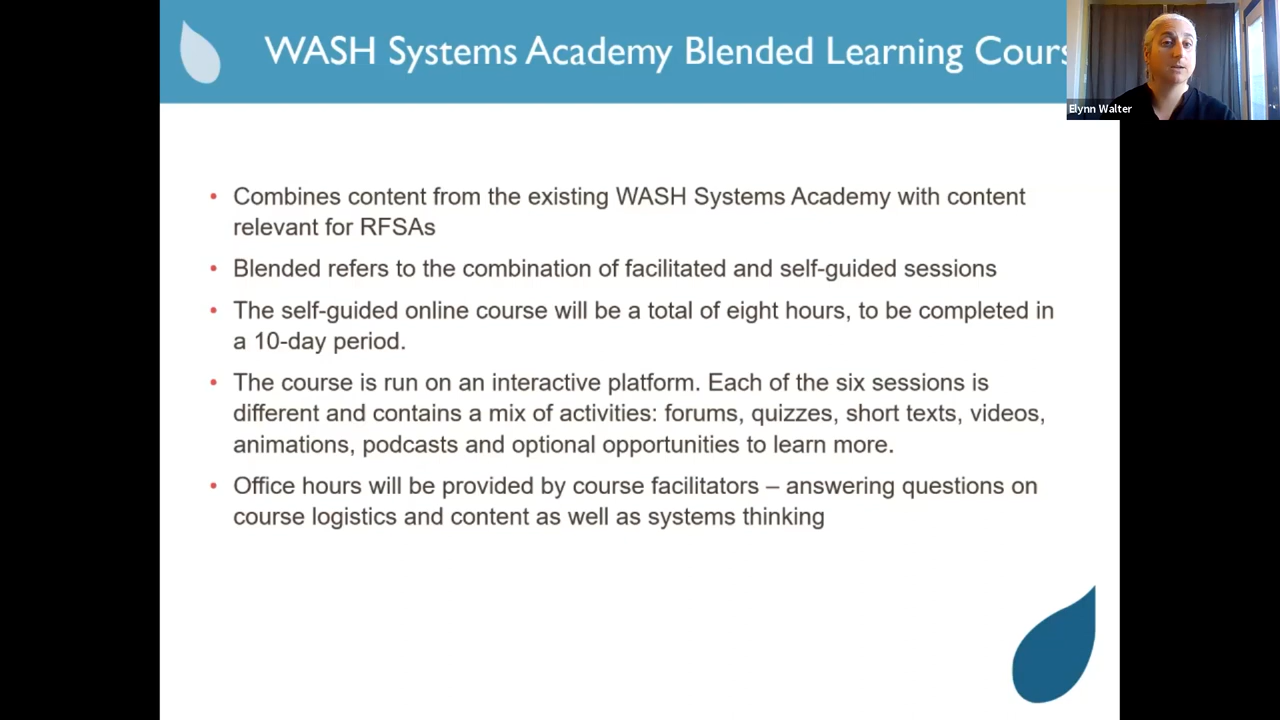 WASH Systems Academy Blended Learning Cours
Elynn Walter
• Combines content from the existing WASH Systems Academy with content
relevant for RFSAs
• Blended refers to the combination of facilitated and self-guided sessions
• The self-guided online course will be a total of eight hours, to be completed in
a 10-day period.
• The course is run on an interactive platform. Each of the six sessions is
different and contains a mix of activities: forums, quizzes, short texts, videos,
animations, podcasts and optional opportunities to learn more.
• Office hours will be provided by course facilitators – answering questions on
course logistics and content as well as systems thinking